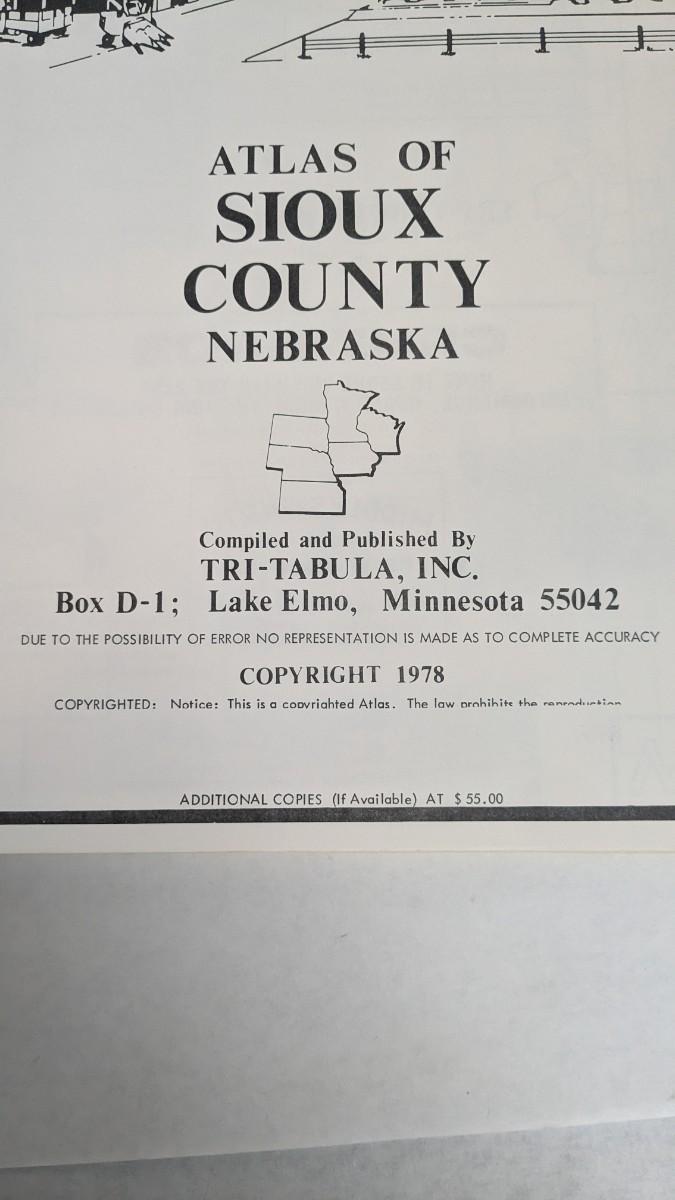 ATLAS OF
SIOUX
COUNTY
NEBRASKA
Compiled and Published By
TRI-TABULA, INC.
Box D-1; Lake Elmo, Minnesota 55042
DUE TO THE POSSIBILITY OF ERROR NO REPRESENTATION IS MADE AS TO COMPLETE ACCURACY
COPYRIGHT 1978
COPYRIGHTED: Notice: This is a copyrighted Atlas. The law prohibits the reproduction
ADDITIONAL COPIES (If Available) AT $55.00